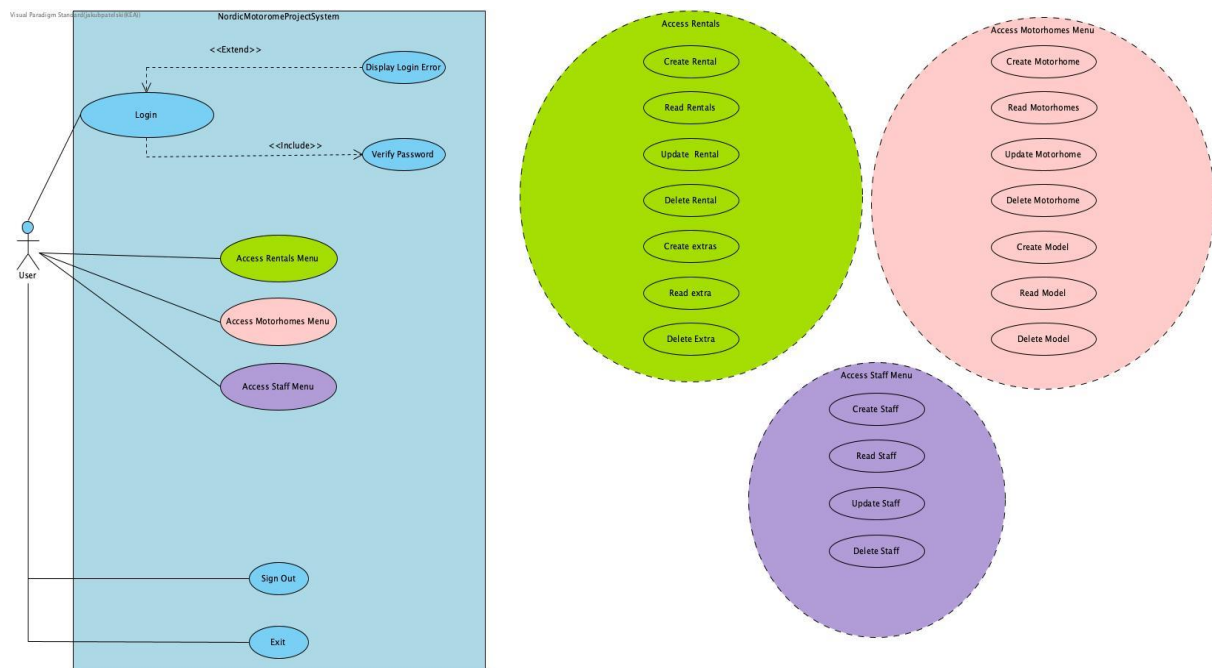 Visual Paradigm Standard(jakubpatelski(KEA))
NordicMotoromeProjectSystem
<<Extend>>
Display Login Error
Login
<<Include>>
Verify Password
User
Access Rentals Menu
Access Motorhomes Menu
Access Staff Menu
Sign Out
Exit
Access Rentals
Create Rental
Read Rentals
Update Rental
Delete Rental
Create extras
Read extra
Delete Extra
Access Motorhomes Menu
Create Motorhome
Read Motorhomes
Update Motorhome
Delete Motorhome
Create Model
Read Model
Delete Model
Access Staff Menu
Create Staff
Read Staff
Update Staff
Delete Staff